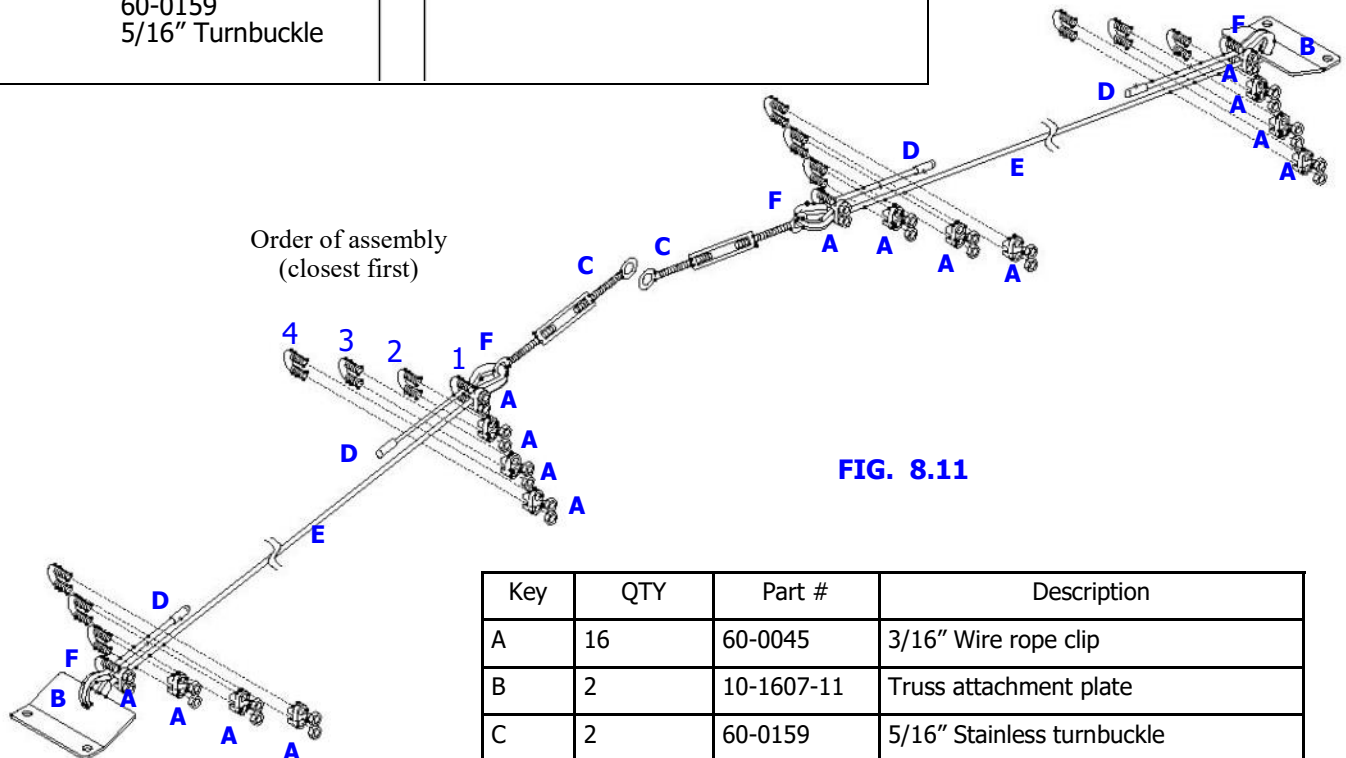 60-0159
5/16” Turnbuckle
F
B
A
D
A
A
A
D
E
F
A
A
A
A
C
C
Order of assembly
(closest first)
4 3 2 1
F
A
D
A
A
A
FIG. 8.11
E
D
F
B
A
A
A
A
Key QTY Part # Description
A 16 60-0045 3/16” Wire rope clip
B 2 10-1607-11 Truss attachment plate
C 2 60-0159 5/16” Stainless turnbuckle